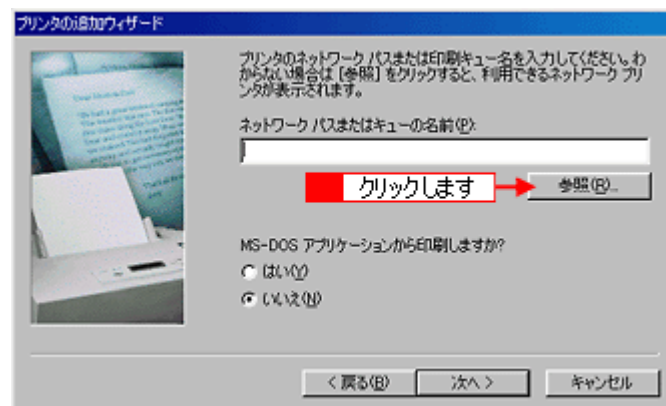 プリンタの追加ウィザード
プリンタのネットワーク パスまたは印刷キュー名を入力してください。わ
からない場合は [参照] をクリックすると、利用できるネットワーク プリ
ンタが表示されます。
ネットワーク パスまたはキューの名前(P):
クリックします
参照(R)...
MS-DOS アプリケーションから印刷しますか?
はい(Y)
いいえ(N)
< 戻る(B)
次へ >
キャンセル